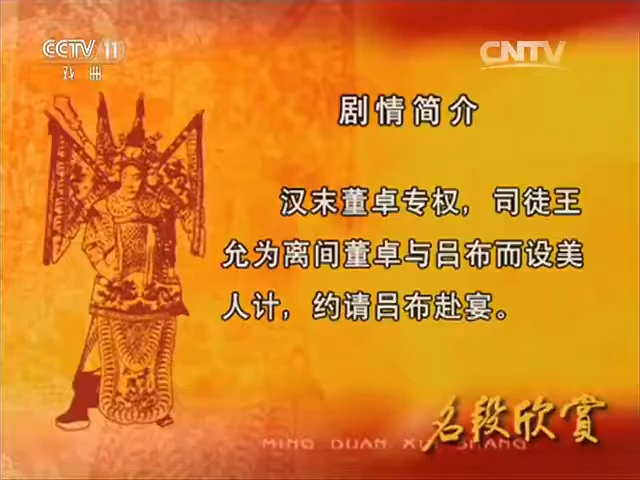 CCTV 11
戏曲
CNTV
剧情简介
汉末董卓专权，司徒王
允为离间董卓与吕布而设美
人计，约请吕布赴宴。
名段欣赏
MING DUAN XIN SHANG